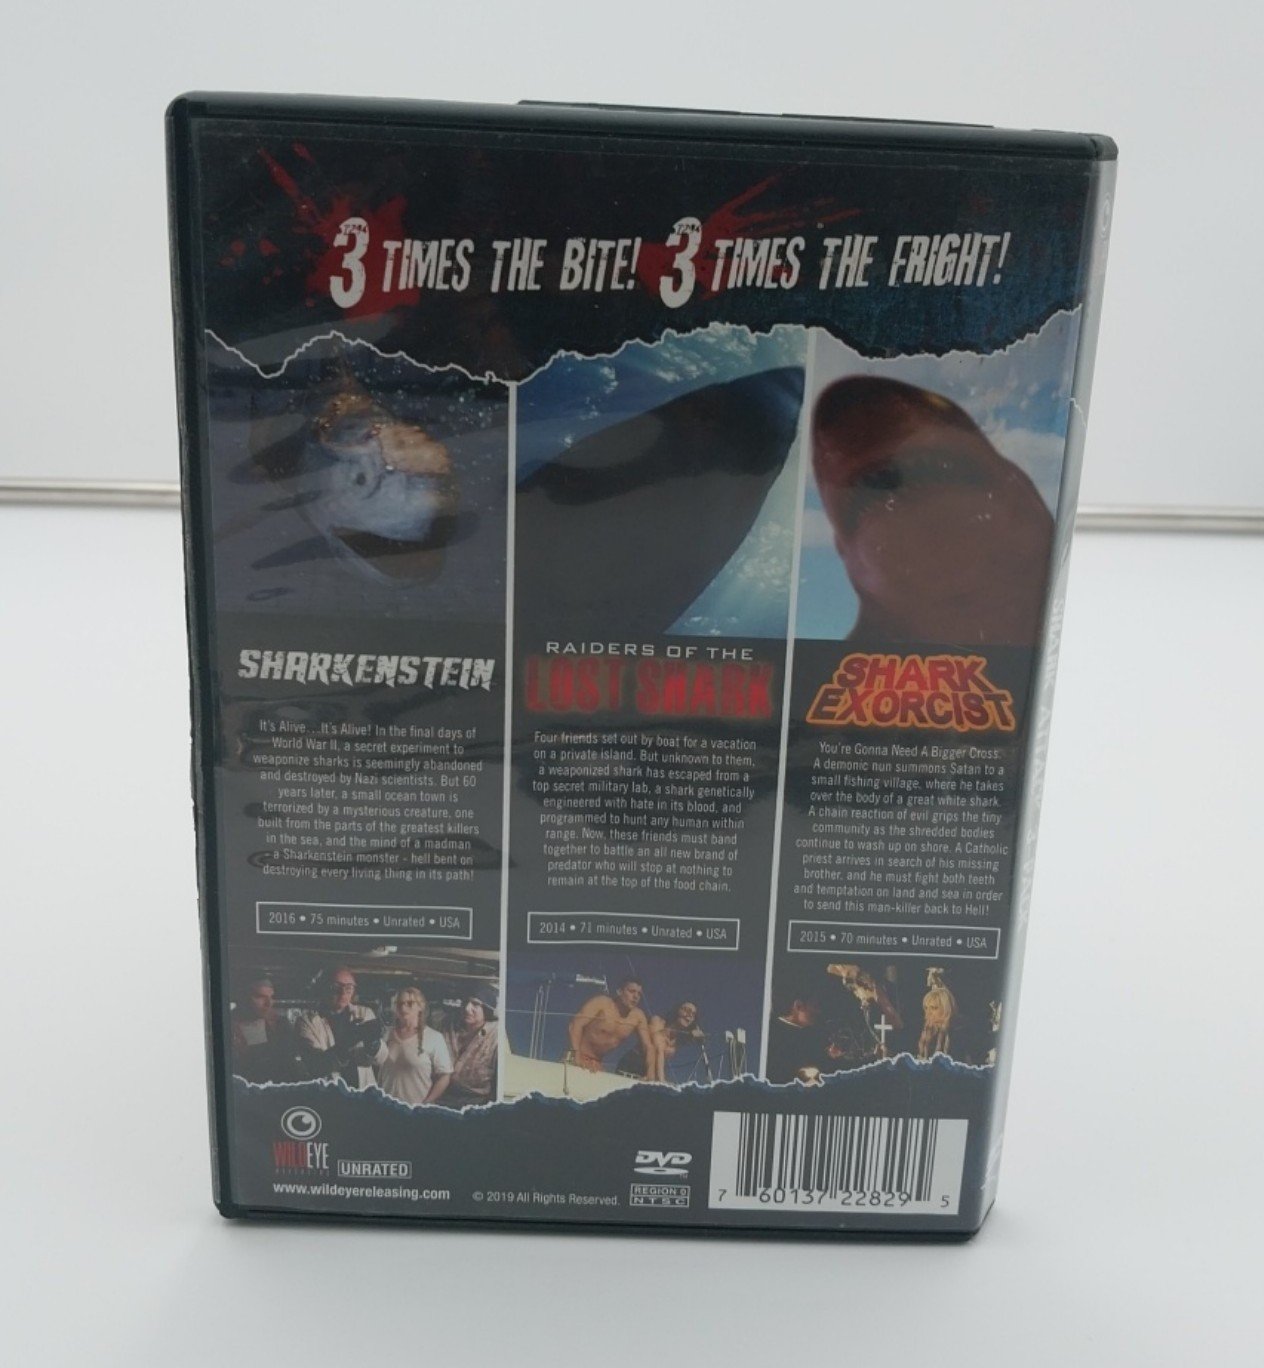 3 TIMES THE BITE! 3 TIMES THE FRIGHT!
SHARKENSTEIN
It's Alive...It's Alive! In the final days of
World War II, a secret experiment to
weaponize sharks is seemingly abandoned
and destroyed by Nazi scientists. But 60
years later, a small ocean town is
terrorized by a mysterious creature, one
built from the parts of the greatest killers
in the sea, and the mind of a madman
a Sharkenstein monster - hell bent on
destroying every living thing in its path!
2016 • 75 minutes • Unrated • USA
RAIDERS OF THE
LOST SHARK
Four friends set out by boat for a vacation
on a private island. But unknown to them,
a weaponized shark has escaped from a
top secret military lab, a shark genetically
engineered with hate in its blood, and
programmed to hunt any human within
range. Now, these friends must band
together to battle an all new brand of
predator who will stop at nothing to
remain at the top of the food chain.
2014 • 71 minutes • Unrated • USA
SHARK
EXORCIST
You're Gonna Need A Bigger Cross.
A demonic nun summons Satan to a
small fishing village, where he takes
over the body of a great white shark.
A chain reaction of evil grips the tiny
community as the shredded bodies
continue to wash up on shore. A Catholic
priest arrives in search of his missing
brother, and he must fight both teeth
and temptation on land and sea in order
to send this man-killer back to Hell!
2015 • 70 minutes • Unrated • USA
WILDEYE
RELEASING
UNRATED
www.wildeyereleasing.com
© 2019 All Rights Reserved.
DVD
REGION 0
NTSC
7 60137 22829 5